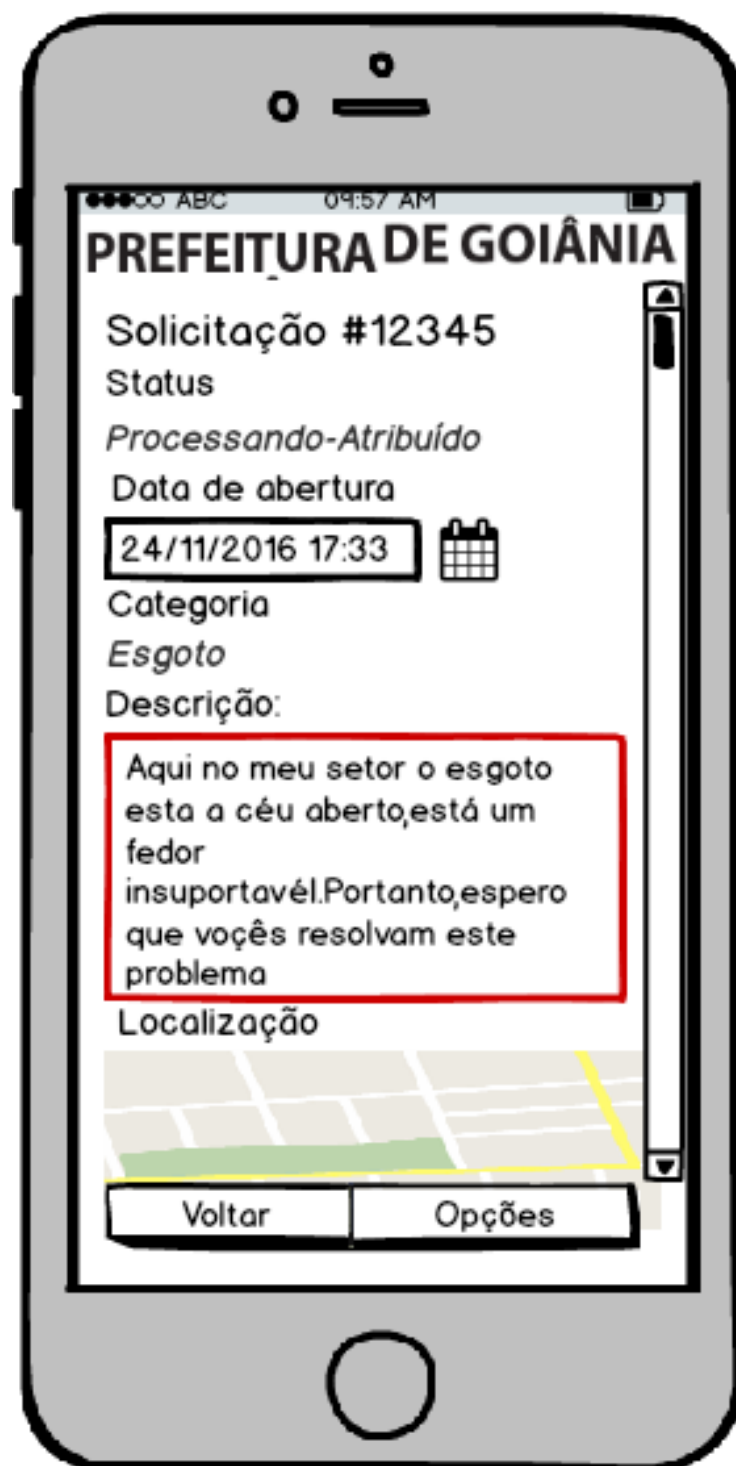 ABC 09:57 AM
PREFEITURA DE GOIÂNIA
Solicitação #12345
Status
Processando-Atribuído
Data de abertura
24/11/2016 17:33
Categoria
Esgoto
Descrição:
Aqui no meu setor o esgoto
esta a céu aberto,está um
fedor
insuportavél.Portanto,espero
que voçês resolvam este
problema
Localização
Voltar Opções